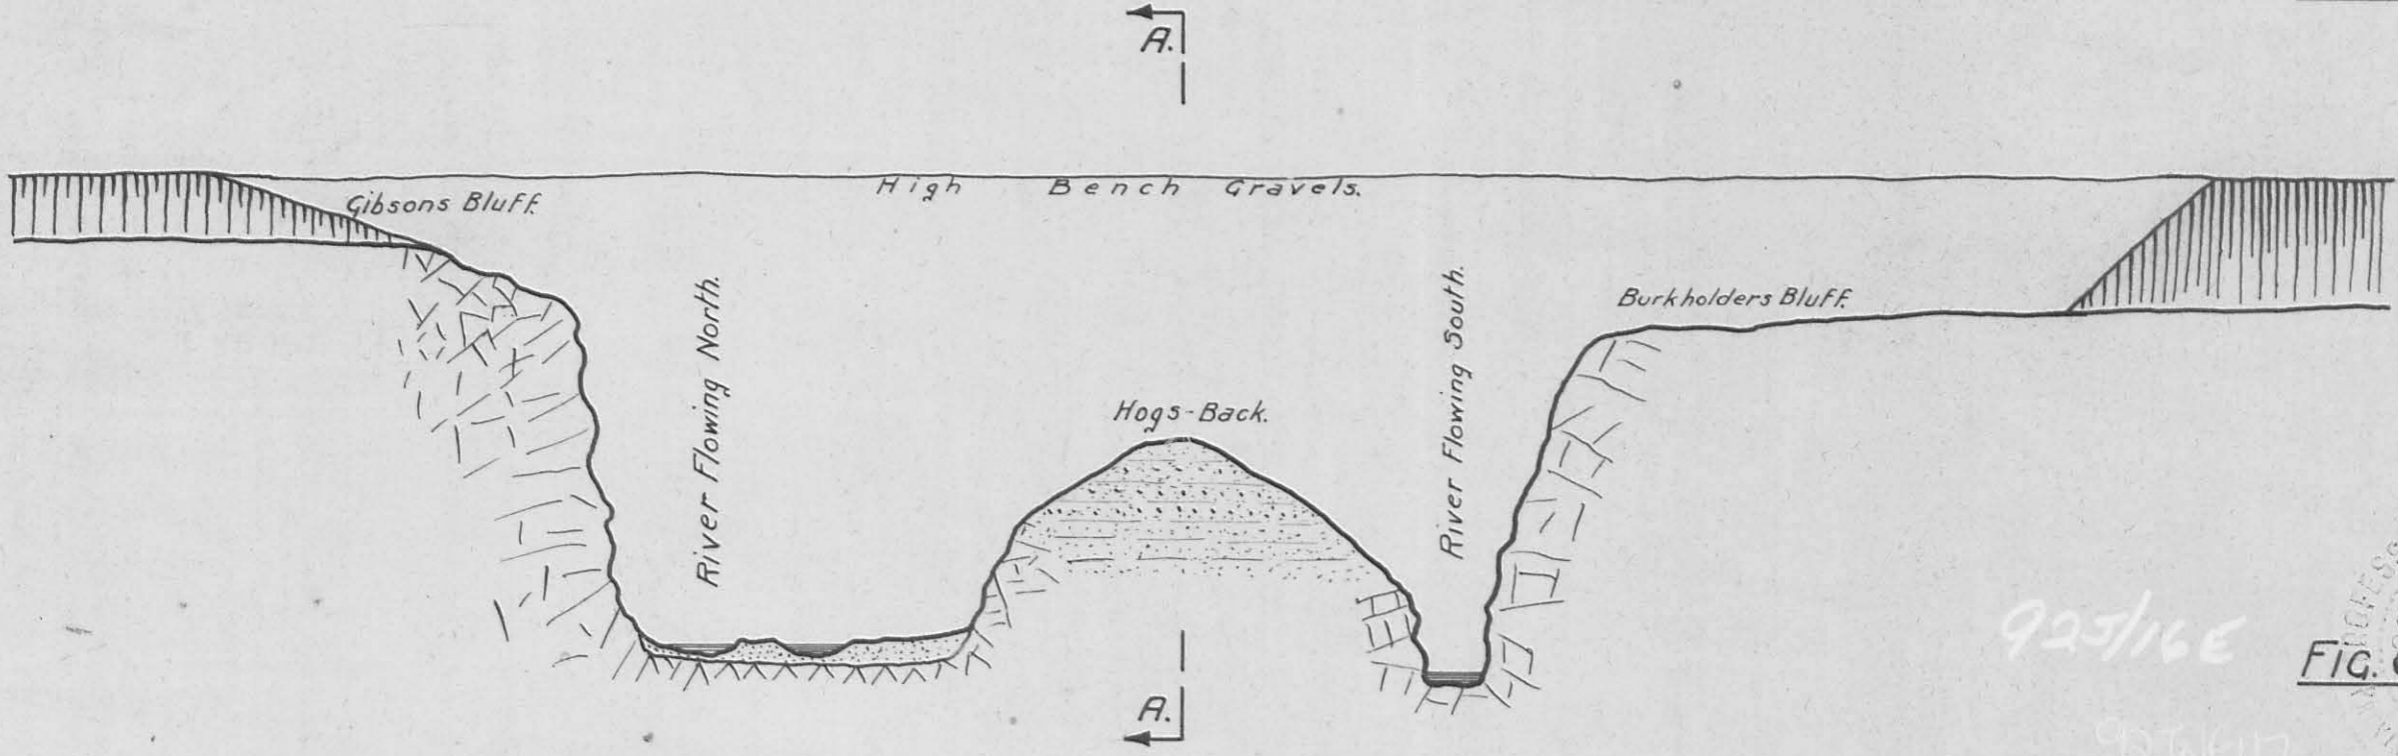 A.
High Bench Gravels.
Gibsons Bluff.
River Flowing North.
Hogs-Back.
River Flowing South.
Burkholders Bluff.
A.
92J/16E
FIG.